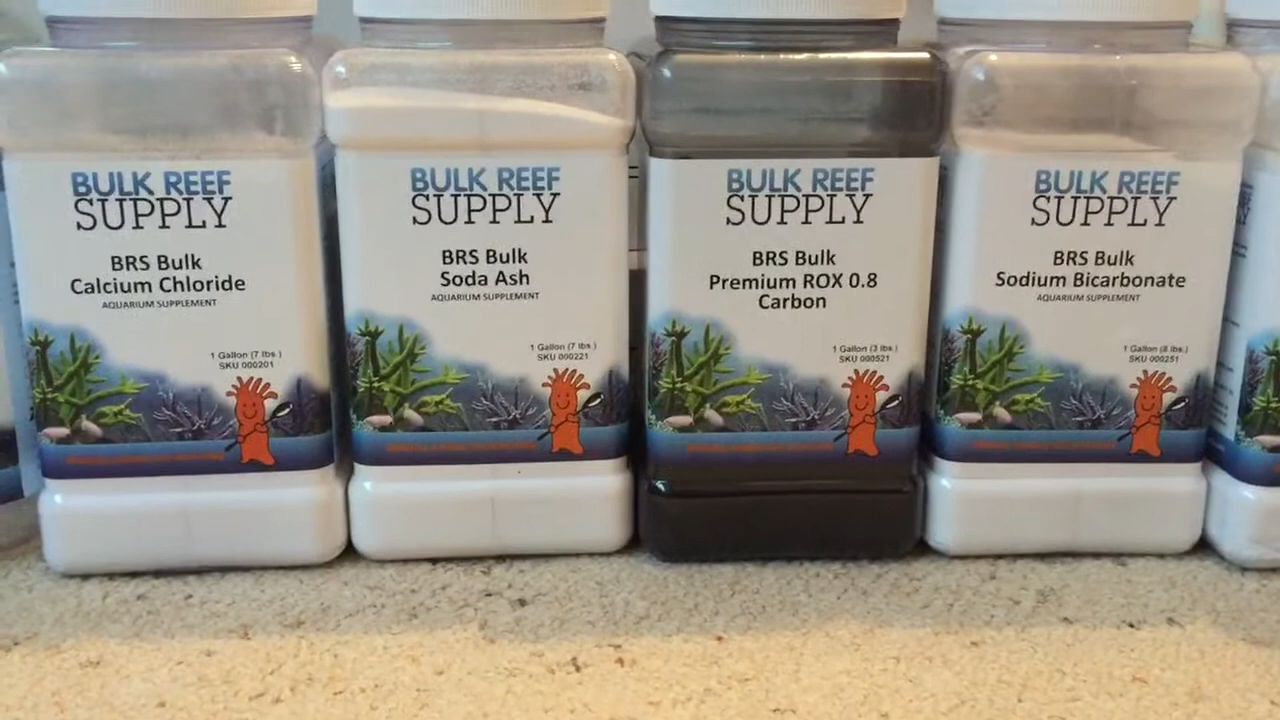 BULK REEF
SUPPLY
BRS Bulk
Calcium Chloride
AQUARIUM SUPPLEMENT
1 Gallon (7 lbs.)
SKU 000201
BULK REEF
SUPPLY
BRS Bulk
Soda Ash
AQUARIUM SUPPLEMENT
1 Gallon (7 lbs.)
SKU 000221
BULK REEF
SUPPLY
BRS Bulk
Premium ROX 0.8
Carbon
1 Gallon (3 lbs.)
SKU 000521
BULK REEF
SUPPLY
BRS Bulk
Sodium Bicarbonate
AQUARIUM SUPPLEMENT
1 Gallon (8 lbs.)
SKU 000251